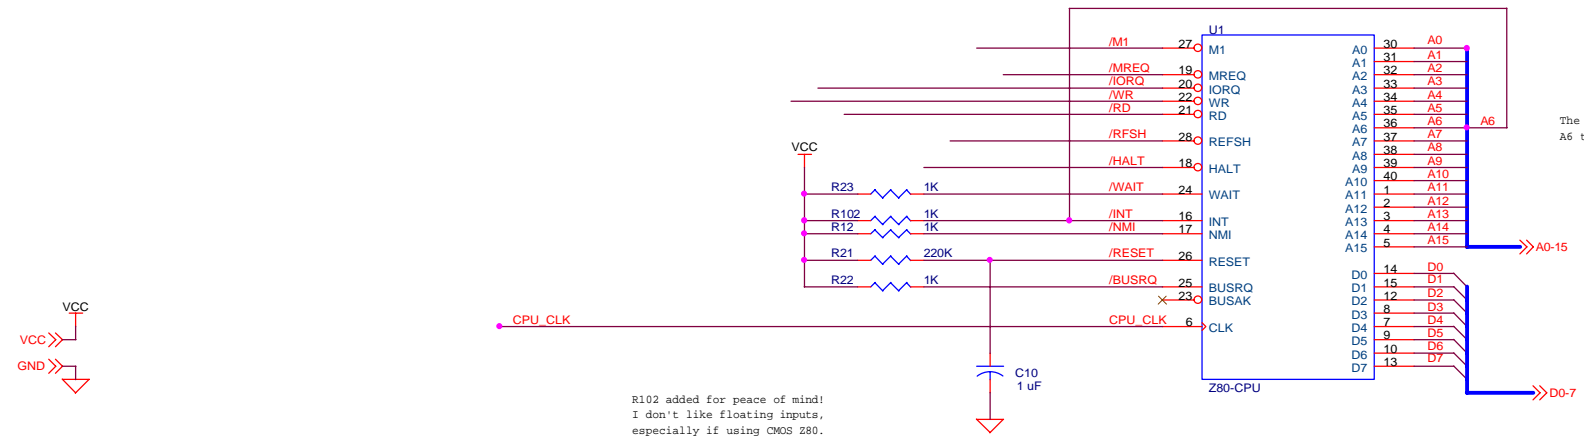 U1
/M1 27 M1 A0 30 A0
A1 31 A1
/MREQ 19 MREQ A2 32 A2
/IORQ 20 IORQ A3 33 A3
/WR 22 WR A4 34 A4
/RD 21 RD A5 35 A5
A6 36 A6 A6
The
A6 t
/RFSH 28 REFSH A7 37 A7
A8 38 A8
VCC
/HALT 18 HALT A9 39 A9
A10 40 A10
R23 1K /WAIT 24 WAIT A11 1 A11
A12 2 A12
R102 1K /INT 16 INT A13 3 A13
R12 1K /NMI 17 NMI A14 4 A14
A15 5 A15
A0-15
R21 220K /RESET 26 RESET
D0 14 D0
R22 1K /BUSRQ 25 BUSRQ D1 15 D1
23 BUSAK D2 12 D2
D3 8 D3
CPU_CLK CPU_CLK 6 CLK D4 7 D4
D5 9 D5
D6 10 D6
D7 13 D7
VCC
VCC
GND
C10
1 uF
Z80-CPU
D0-7
R102 added for peace of mind!
I don't like floating inputs,
especially if using CMOS Z80.